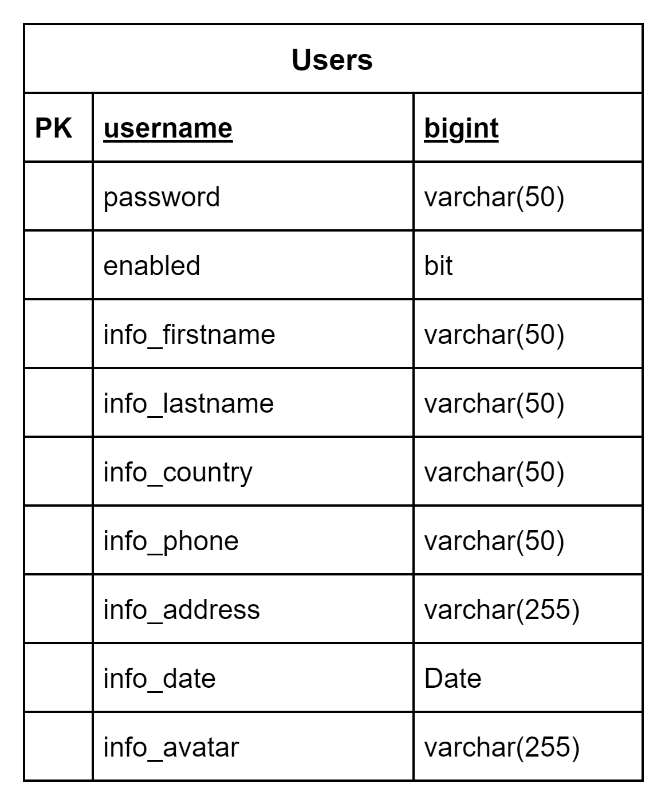 Users
PK username bigint
password varchar(50)
enabled bit
info_firstname varchar(50)
info_lastname varchar(50)
info_country varchar(50)
info_phone varchar(50)
info_address varchar(255)
info_date Date
info_avatar varchar(255)